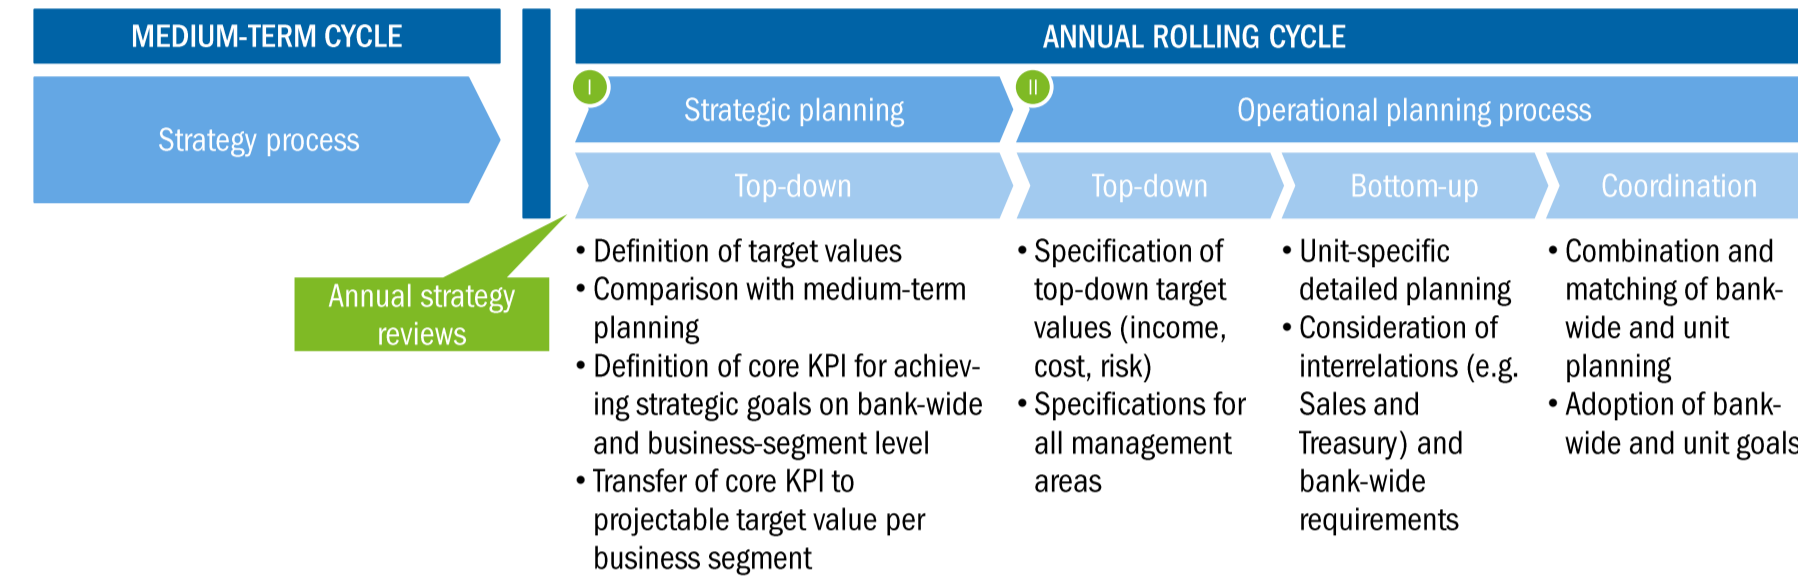 MEDIUM-TERM CYCLE
ANNUAL ROLLING CYCLE
Strategy process
I
Strategic planning
II
Operational planning process
Top-down
Top-down
Bottom-up
Coordination
Annual strategy
reviews
• Definition of target values
• Comparison with medium-term
planning
• Definition of core KPI for achiev-
ing strategic goals on bank-wide
and business-segment level
• Transfer of core KPI to
projectable target value per
business segment
• Specification of
top-down target
values (income,
cost, risk)
• Specifications for
all management
areas
• Unit-specific
detailed planning
• Consideration of
interrelations (e.g.
Sales and
Treasury) and
bank-wide
requirements
• Combination and
matching of bank-
wide and unit
planning
• Adoption of bank-
wide and unit goals